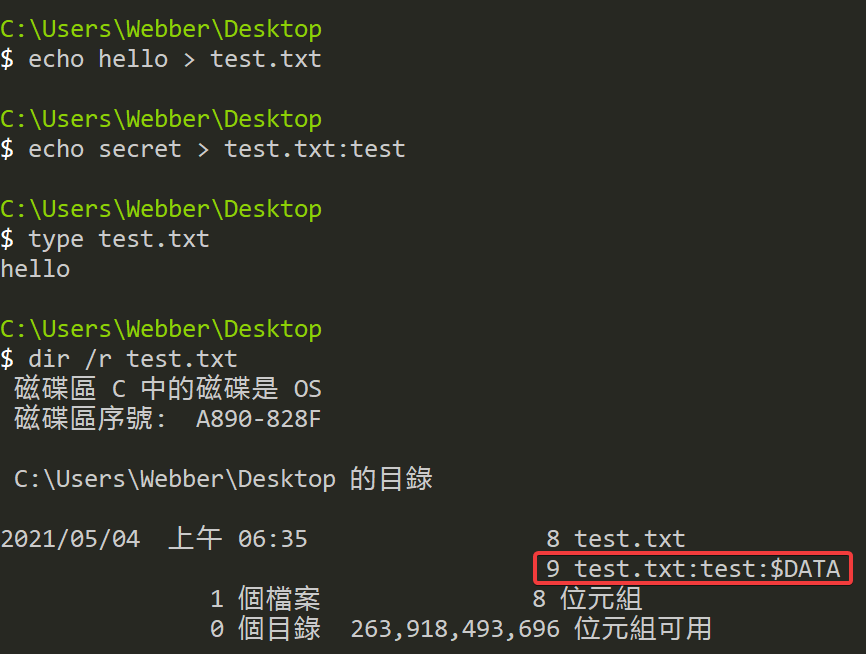 C:\Users\Webber\Desktop
$ echo hello > test.txt
C:\Users\Webber\Desktop
$ echo secret > test.txt:test
C:\Users\Webber\Desktop
$ type test.txt
hello
C:\Users\Webber\Desktop
$ dir /r test.txt
磁碟區 C 中的磁碟是 OS
磁碟區序號:  A890-828F
C:\Users\Webber\Desktop 的目錄
2021/05/04  上午 06:35                 8 test.txt
                                       9 test.txt:test:$DATA
               1 個檔案               8 位元組
               0 個目錄  263,918,493,696 位元組可用